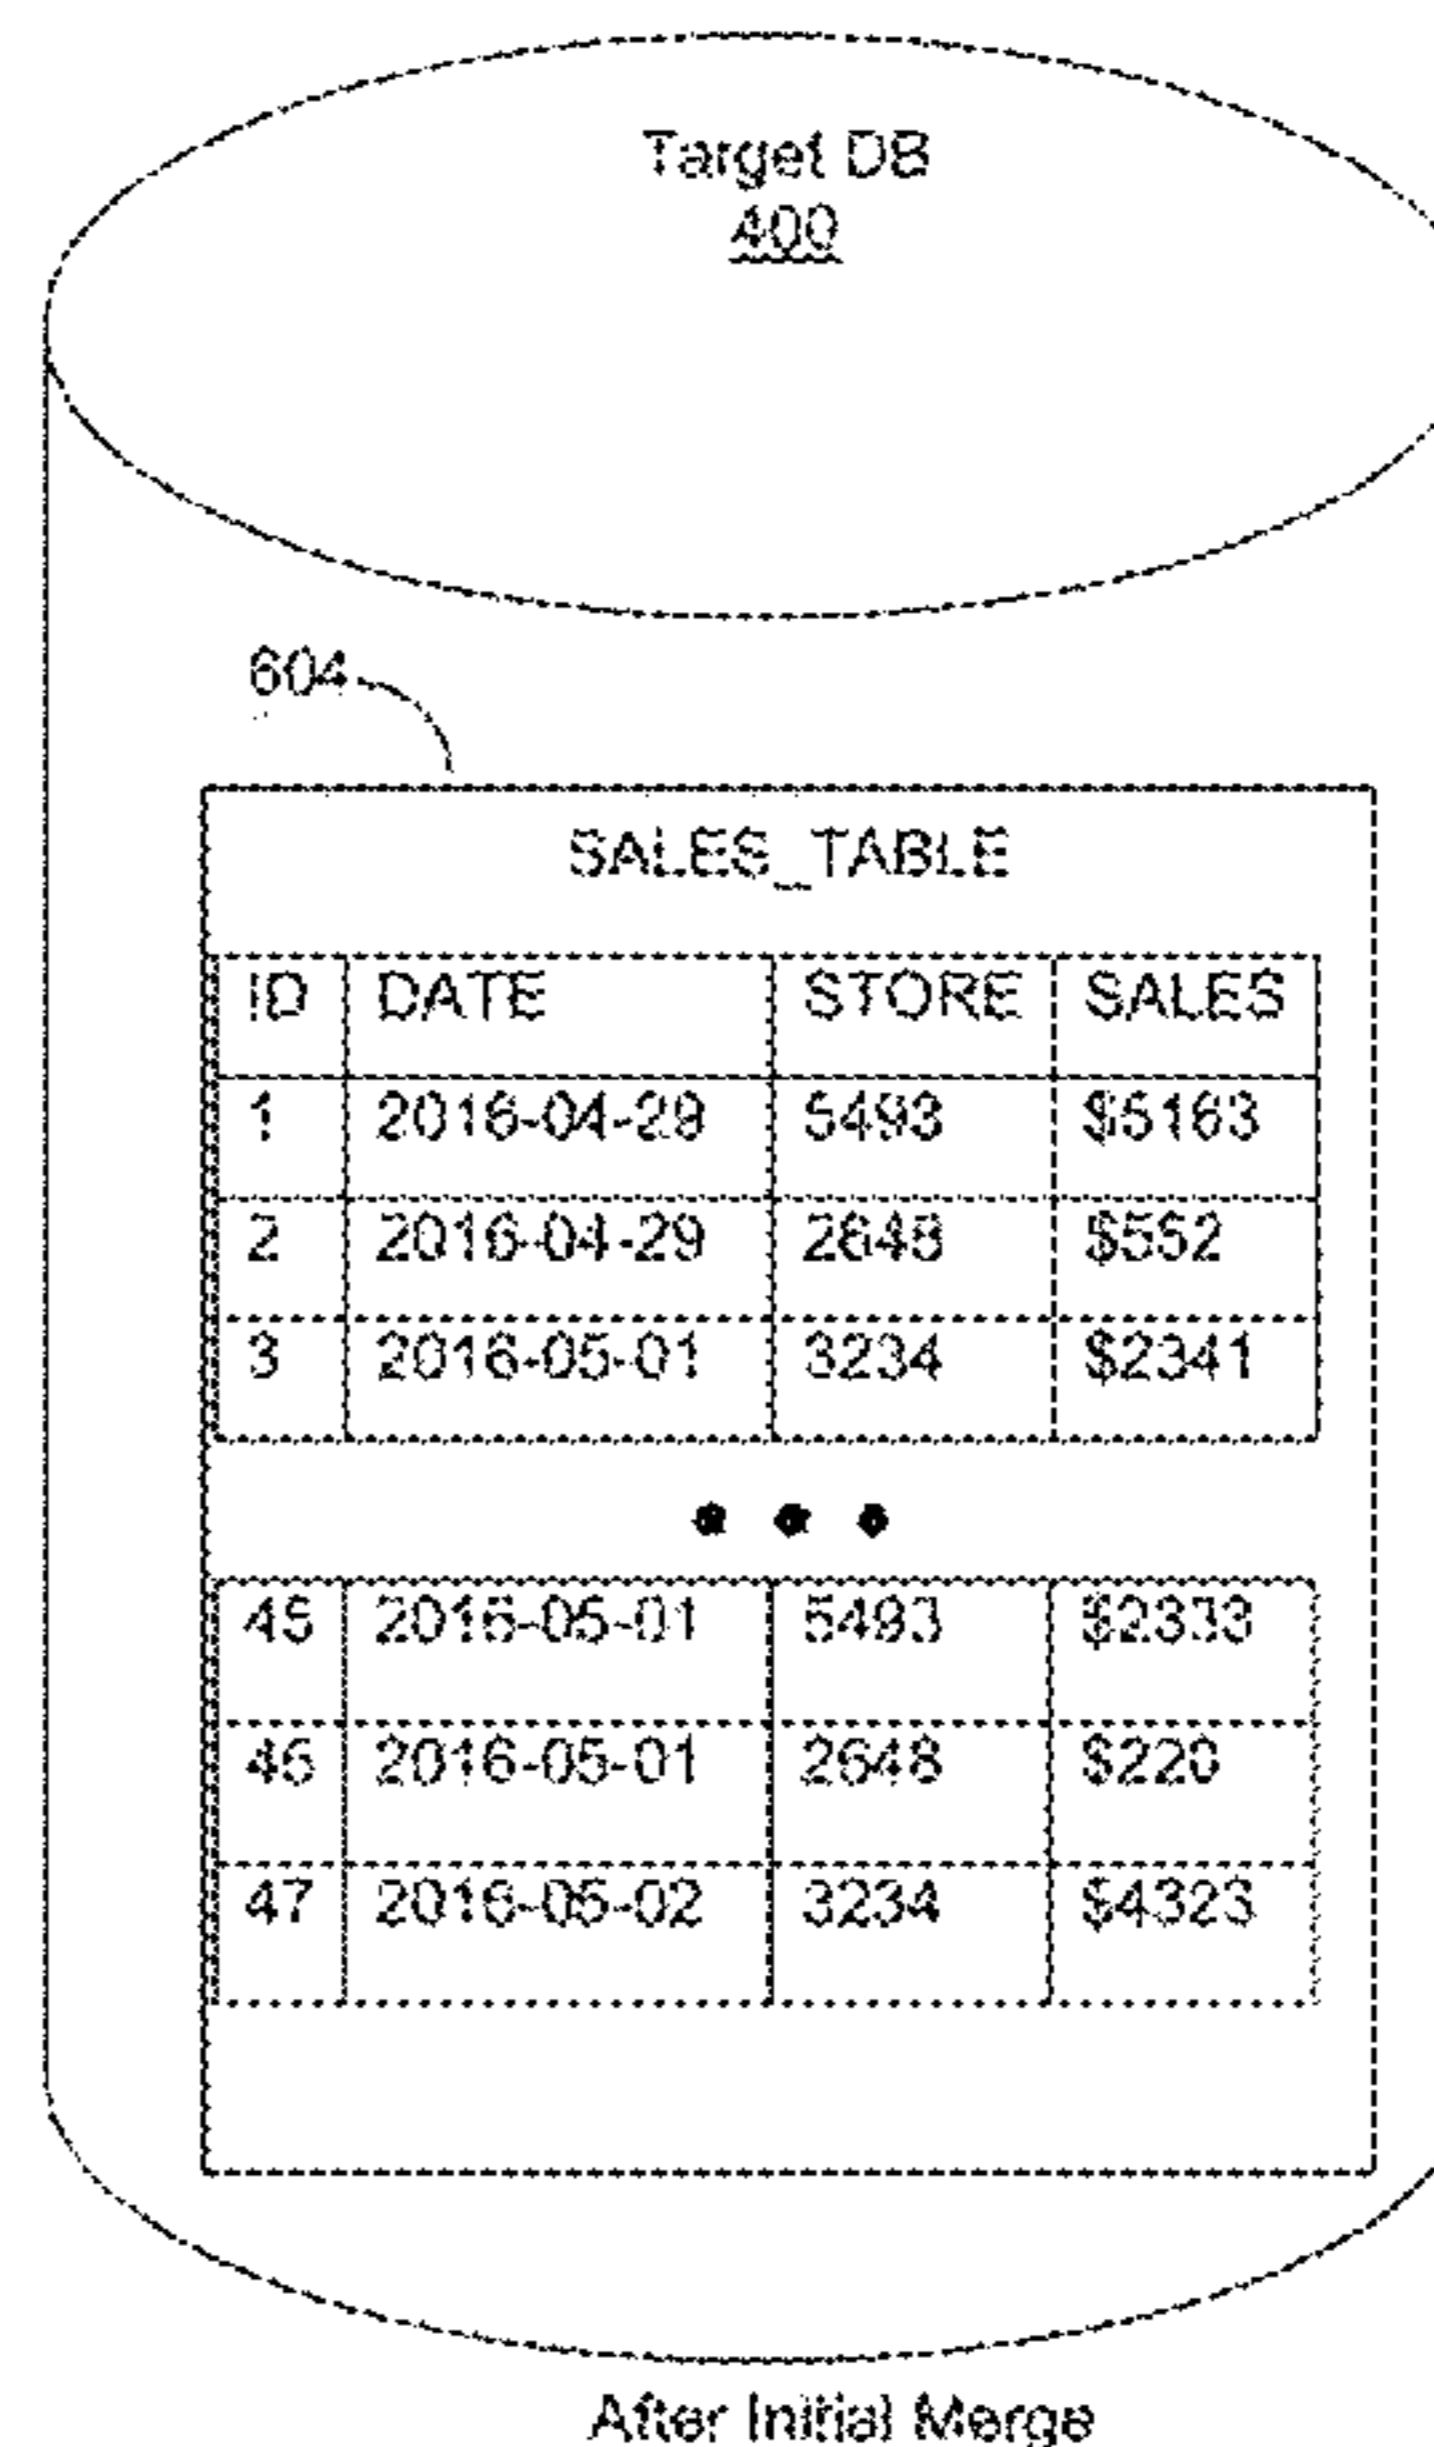 Target DB
400
604
SALES_TABLE
ID DATE STORE SALES
1 2016-04-29 5493 $5163
2 2016-04-29 2648 $552
3 2016-05-01 3234 $2341
45 2016-05-01 5493 $2333
46 2016-05-01 2648 $220
47 2016-05-02 3234 $4323
After Initial Merge